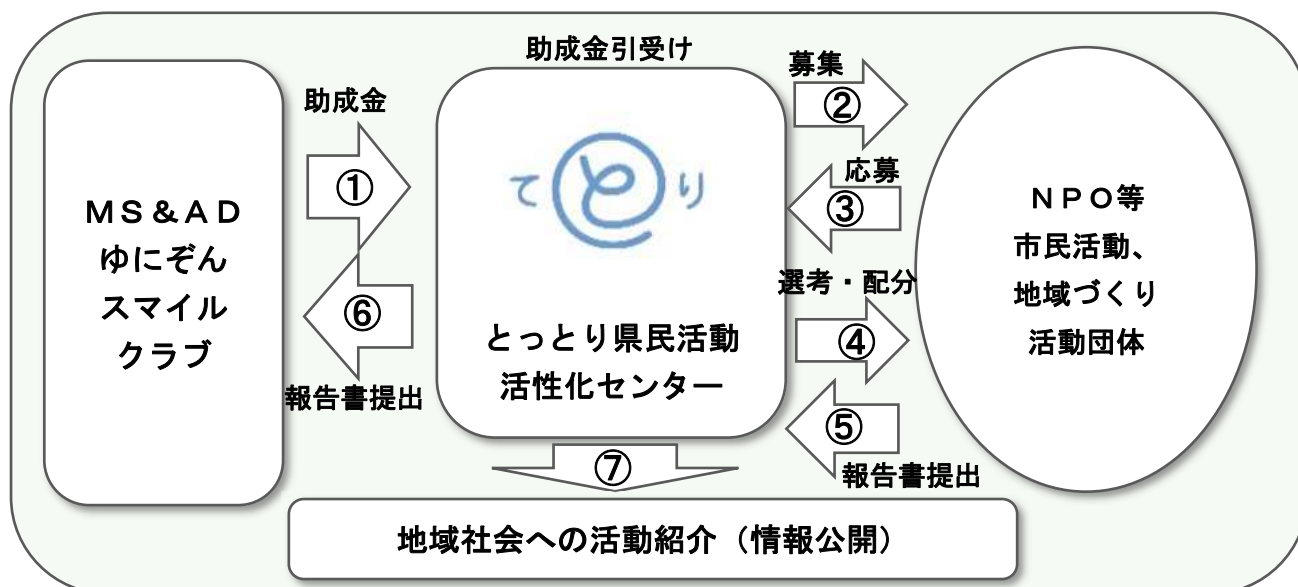 助成金引受け
募集
②
助成金
①
応募
③
て と り
MS&AD
ゆにぞん
スマイル
クラブ
NPO等
市民活動、
地域づくり
活動団体
選考・配分
④
⑥
とっとり県民活動
活性化センター
報告書提出
⑤
報告書提出
⑦
地域社会への活動紹介（情報公開）